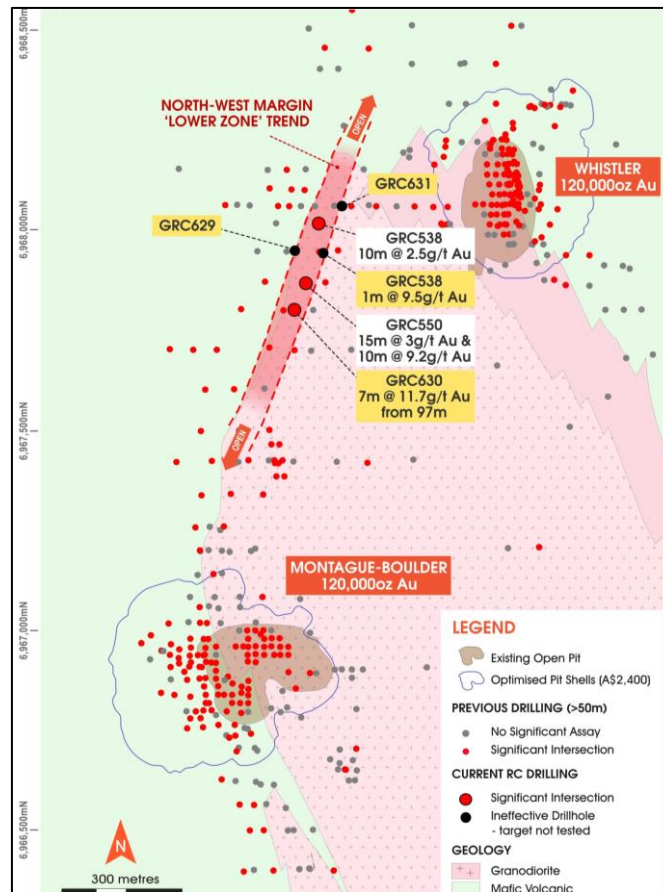 6,968,500mN
NORTH-WEST MARGIN
'LOWER ZONE' TREND
OPEN
WHISTLER
120,000oz Au
GRC631
GRC629
6,968,000mN
GRC538
10m @ 2.5g/t Au
GRC538
1m @ 9.5g/t Au
GRC550
15m @ 3g/t Au &
10m @ 9.2g/t Au
GRC630
7m @ 11.7g/t Au
from 97m
6,967,500mN
OPEN
MONTAGUE-BOULDER
120,000oz Au
6,967,000mN
LEGEND
Existing Open Pit
Optimised Pit Shells (A$2,400)
PREVIOUS DRILLING (>50m)
No Significant Assay
Significant Intersection
CURRENT RC DRILLING
Significant Intersection
Ineffective Drillhole
- target not tested
GEOLOGY
Granodiorite
Mafic Volcanic
6,966,500mN
N
300 metres